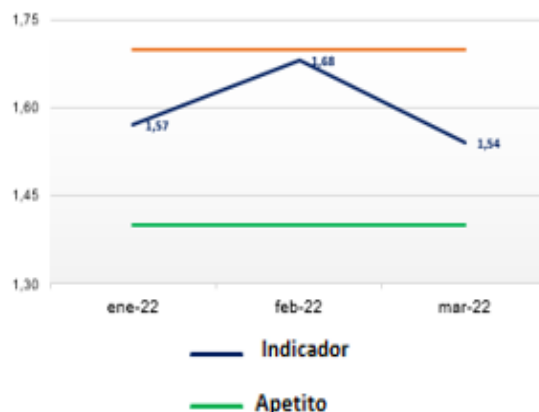 1,75
1,68
1,60
1,57
1,54
1,45
1,30
ene-22 feb-22 mar-22
Indicador
Apetito